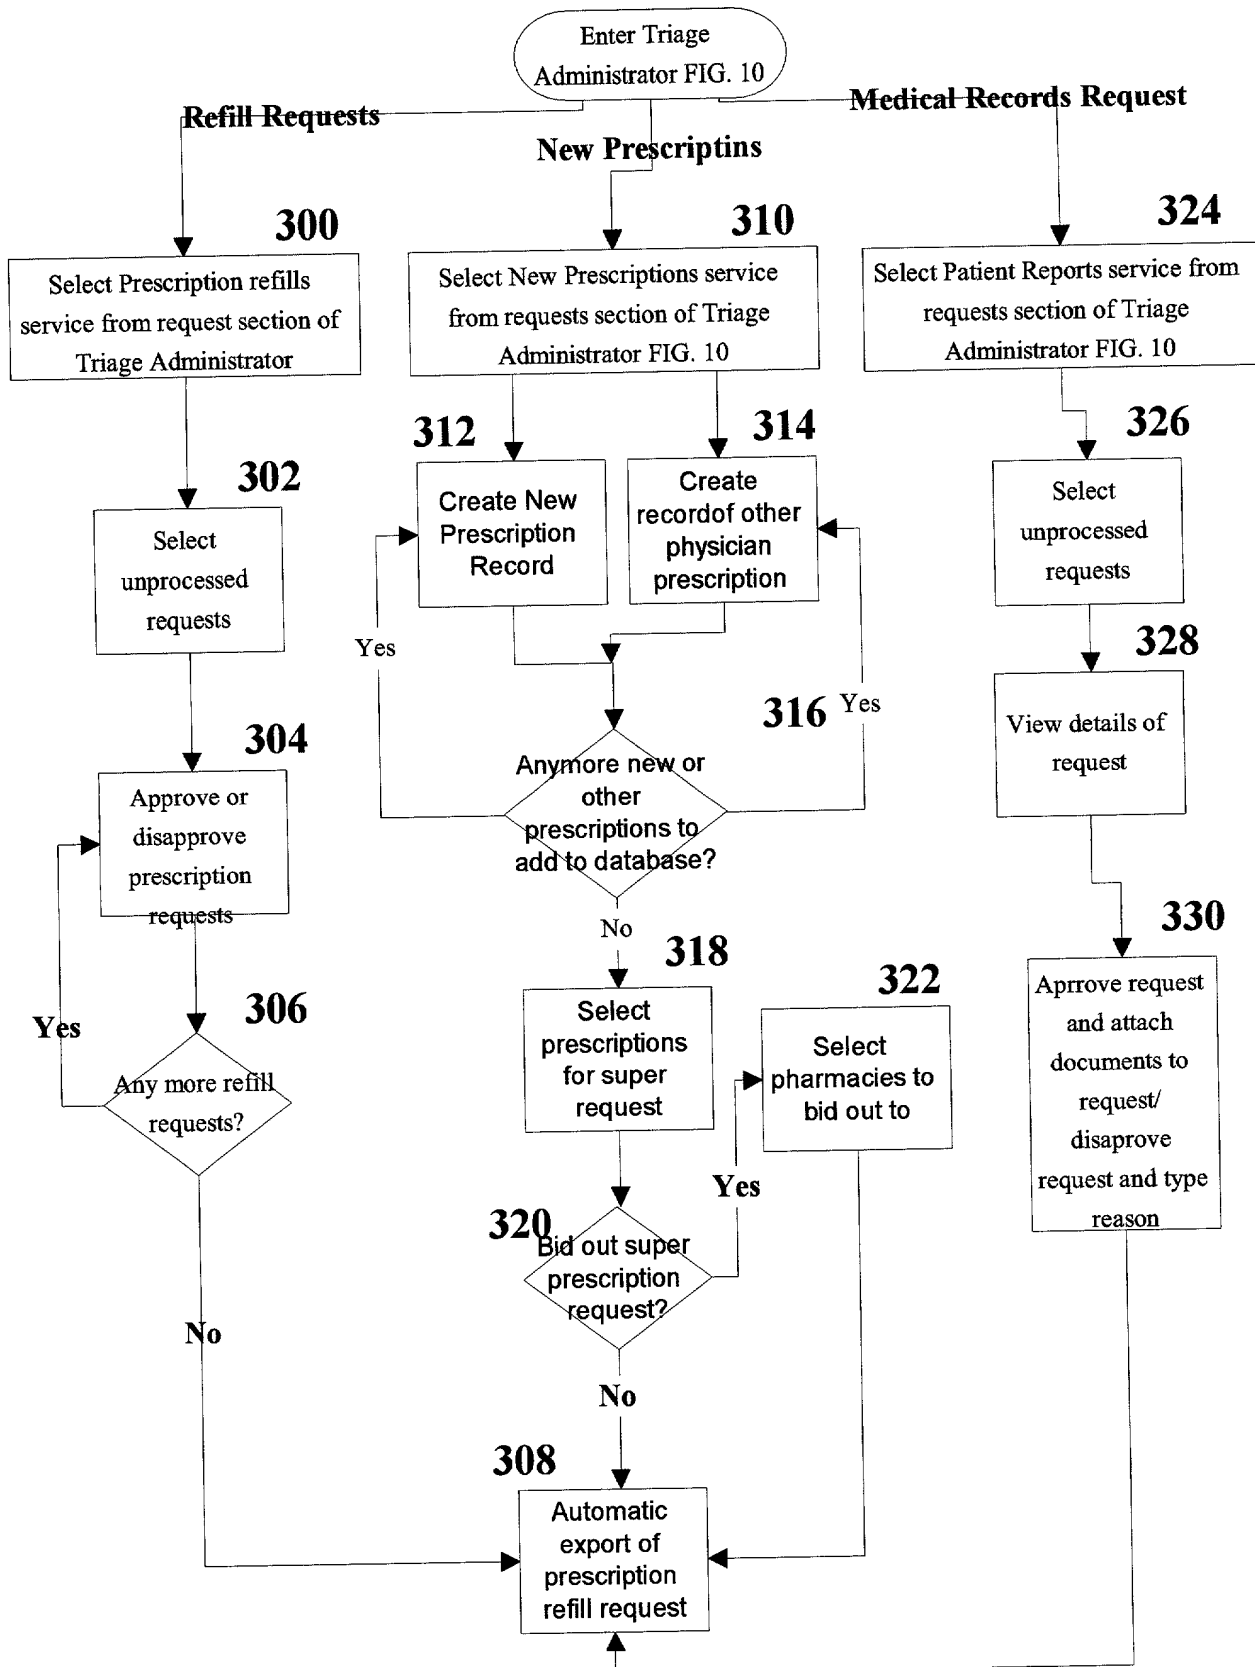 Enter Triage
Administrator FIG. 10
Refill Requests
New Prescriptins
Medical Records Request
300
Select Prescription refills
service from request section of
Triage Administrator
302
Select
unprocessed
requests
304
Approve or
disapprove
prescription
requests
306
Any more refill
requests?
Yes
No
310
Select New Prescriptions service
from requests section of Triage
Administrator FIG. 10
312
Create New
Prescription
Record
314
Create
recordof other
physician
prescription
316
Anymore new or
other
prescriptions to
add to database?
Yes
Yes
No
318
Select
prescriptions
for super
request
320
Bid out super
prescription
request?
Yes
No
322
Select
pharmacies to
bid out to
308
Automatic
export of
prescription
refill request
324
Select Patient Reports service from
requests section of Triage
Administrator FIG. 10
326
Select
unprocessed
requests
328
View details of
request
330
Aprrove request
and attach
documents to
request/
disaprove
request and type
reason